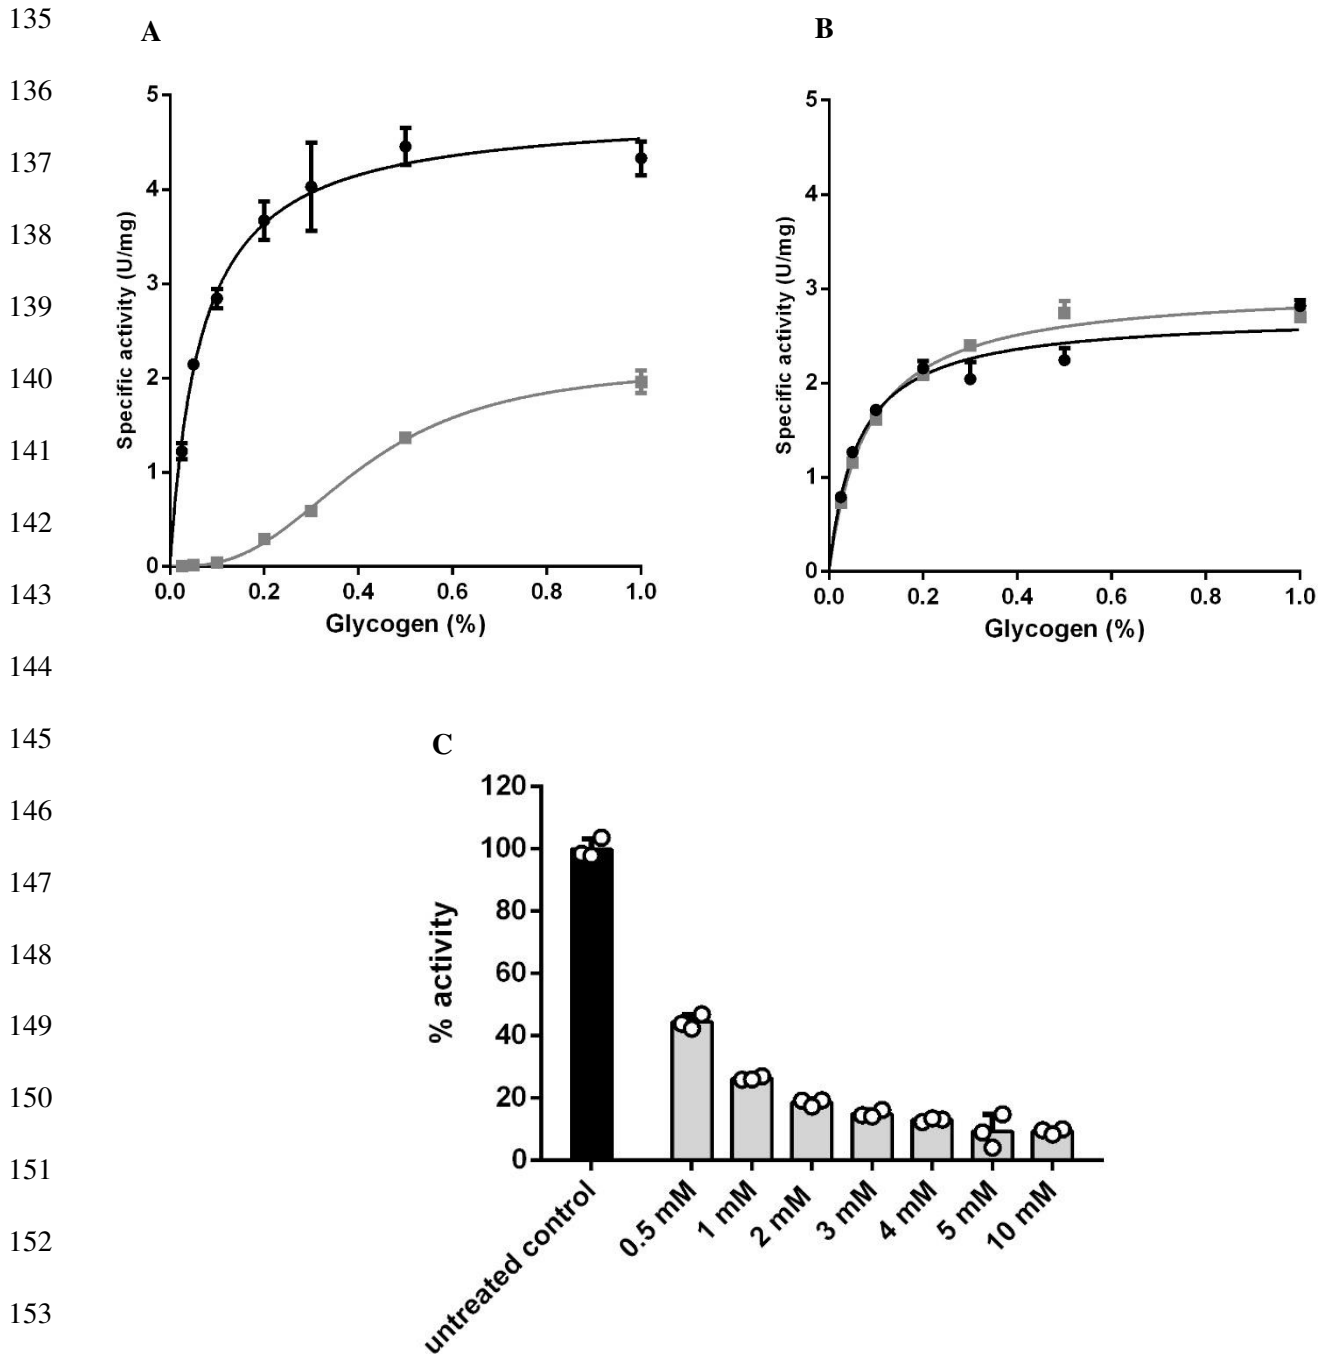 135
136
137
138
139
140
141
142
143
144
145
146
147
148
149
150
151
152
153
A
5
4
3
2
1
0
Specific activity (U/mg)
0.0 0.2 0.4 0.6 0.8 1.0
Glycogen (%)
B
5
4
3
2
1
0
Specific activity (U/mg)
0.0 0.2 0.4 0.6 0.8 1.0
Glycogen (%)
C
120
100
80
60
40
20
0
% activity
untreated control
0.5 mM
1 mM
2 mM
3 mM
4 mM
5 mM
10 mM